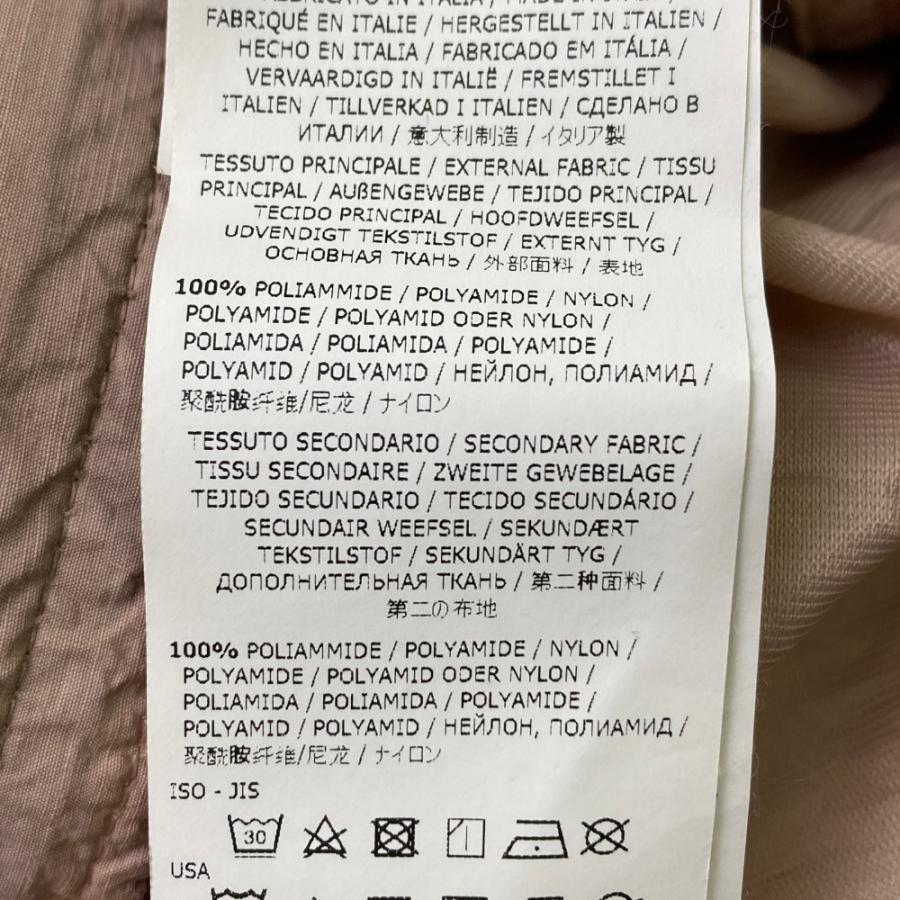 FABBRICATO IN ITALIA / MADE IN ITALY /
FABRIQUÉ EN ITALIE / HERGESTELLT IN ITALIEN /
HECHO EN ITALIA / FABRICADO EM ITÁLIA /
VERVAARDIGD IN ITALIË / FREMSTILLET I
ITALIEN / TILLVERKAD I ITALIEN / СДЕЛАНО В
ИТАЛИИ / 意大利制造 / イタリア製
TESSUTO PRINCIPALE / EXTERNAL FABRIC / TISSU
PRINCIPAL / AUßENGEWEBE / TEJIDO PRINCIPAL /
TECIDO PRINCIPAL / HOOFDWEEFSEL /
UDVENDIGT TEKSTILSTOF / EXTERNT TYG /
ОСНОВНАЯ ТКАНЬ / 外部面料 / 表地
100% POLIAMMIDE / POLYAMIDE / NYLON /
POLYAMIDE / POLYAMID ODER NYLON /
POLIAMIDA / POLIAMIDA / POLYAMIDE /
POLYAMID / POLYAMID / НЕЙЛОН, ПОЛИАМИД /
聚酰胺纤维/尼龙 / ナイロン
TESSUTO SECONDARIO / SECONDARY FABRIC /
TISSU SECONDAIRE / ZWEITE GEWEBELAGE /
TEJIDO SECUNDARIO / TECIDO SECUNDÁRIO /
SECUNDAIR WEEFSEL / SEKUNDÆRT
TEKSTILSTOF / SEKUNDÄRT TYG /
ДОПОЛНИТЕЛЬНАЯ ТКАНЬ / 第二种面料 /
第二の布地
100% POLIAMMIDE / POLYAMIDE / NYLON /
POLYAMIDE / POLYAMID ODER NYLON /
POLIAMIDA / POLIAMIDA / POLYAMIDE /
POLYAMID / POLYAMID / НЕЙЛОН, ПОЛИАМИД /
聚酰胺纤维/尼龙 / ナイロン
ISO - JIS
30
USA